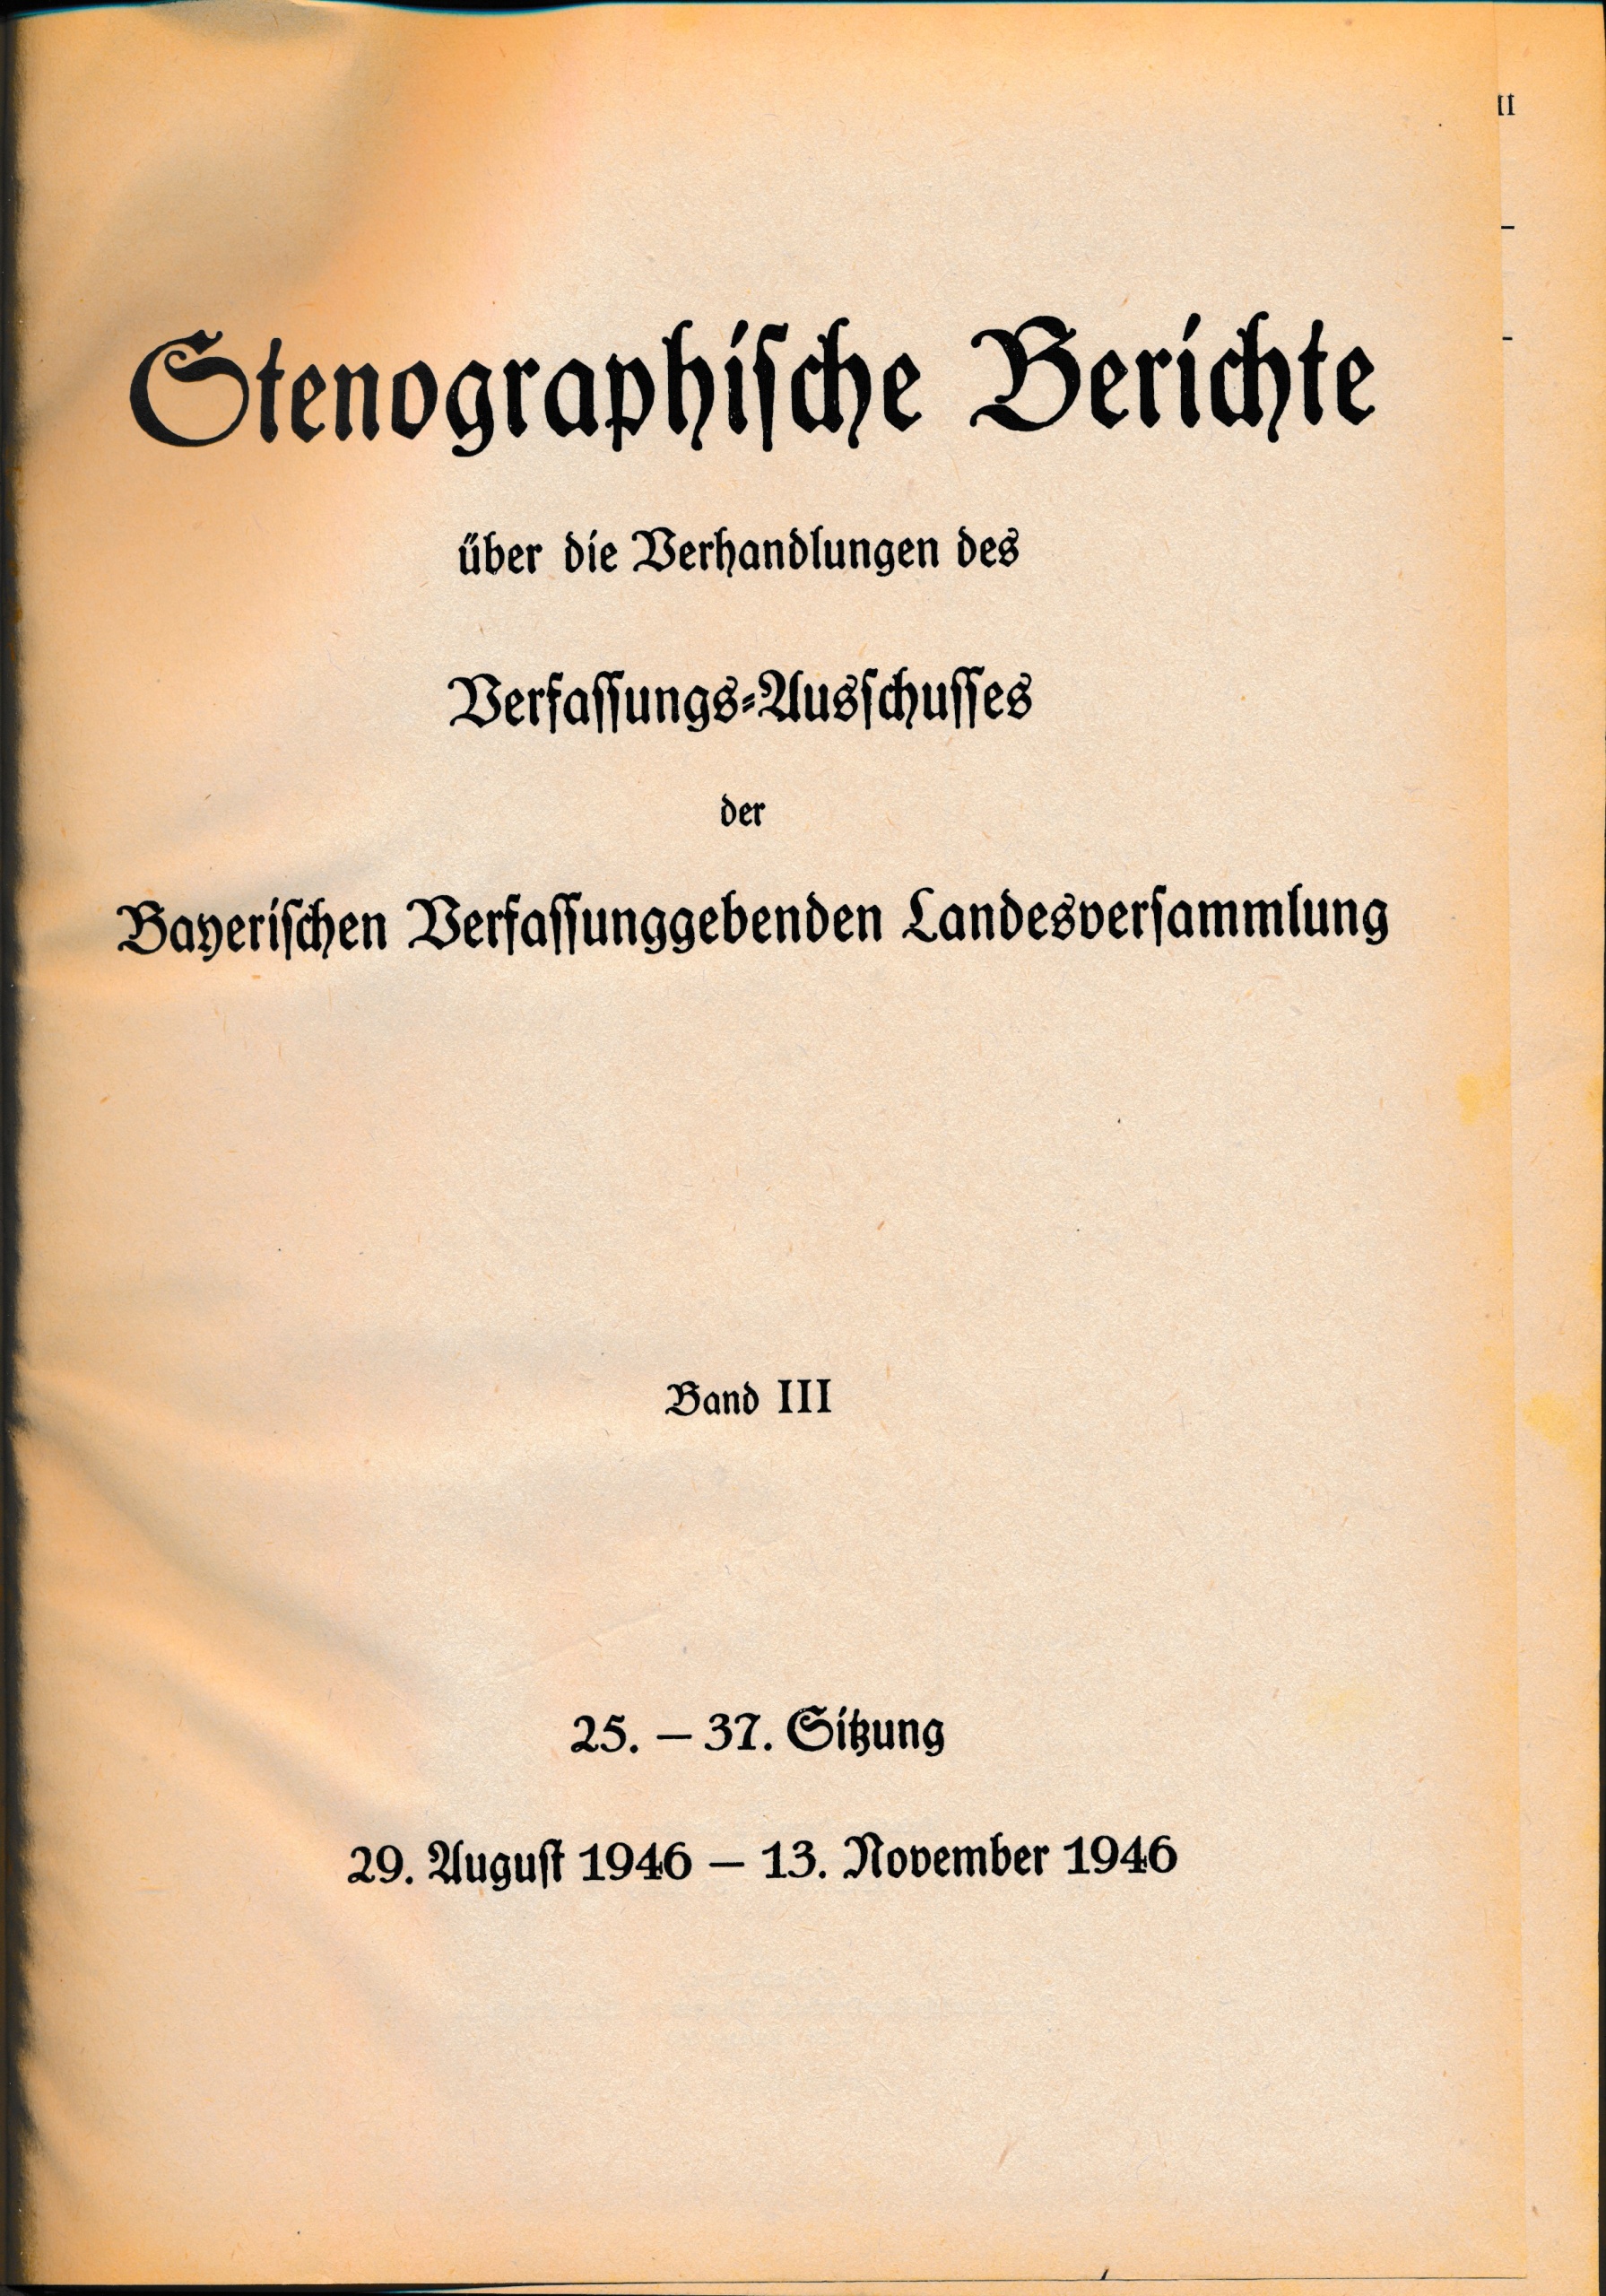 II
Stenographische Berichte
über die Verhandlungen des
Verfassungs-Ausschusses
der
Bayerischen Verfassunggebenden Landesversammlung
Band III
25. – 37. Sitzung
29. August 1946 – 13. November 1946